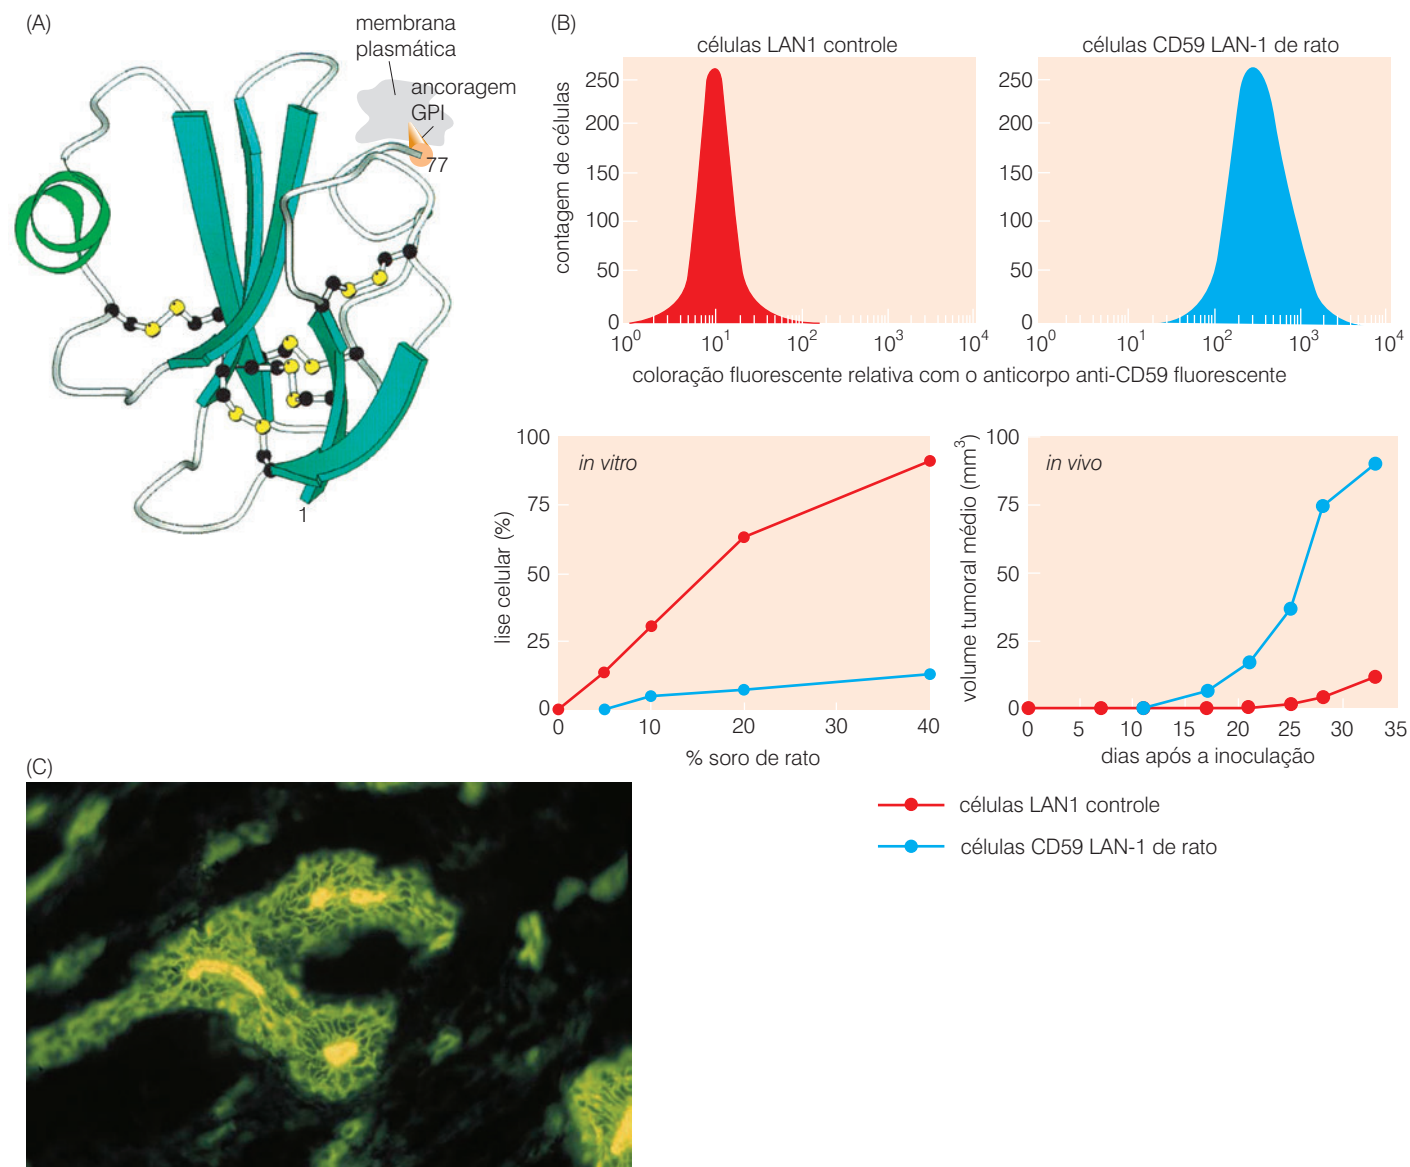 (A)
membrana
plasmática
ancoragem
GPI
77
1
(B)
células LAN1 controle
células CD59 LAN-1 de rato
contagem de células
250
200
150
100
50
0
10⁰ 10¹ 10² 10³ 10⁴
250
200
150
100
50
0
10⁰ 10¹ 10² 10³ 10⁴
coloração fluorescente relativa com o anticorpo anti-CD59 fluorescente
in vitro
lise celular (%)
100
75
50
25
0
0 10 20 30 40
% soro de rato
in vivo
volume tumoral médio (mm³)
100
75
50
25
0
0 5 10 15 20 25 30 35
dias após a inoculação
células LAN1 controle
células CD59 LAN-1 de rato
(C)